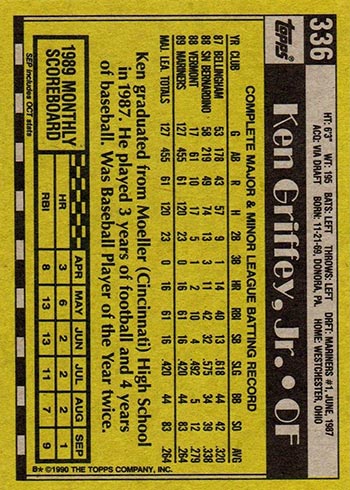 336
Topps
Ken Griffey, Jr. • OF
HT: 6'3" WT: 195 BATS: LEFT THROWS: LEFT DRFT: MARINERS #1, JUNE, 1987
ACQ: VIA DRAFT BORN: 11-21-69, DONORA, PA. HOME: WESTCHESTER, OHIO
COMPLETE MAJOR & MINOR LEAGUE BATTING RECORD
YR CLUB G AB R H 2B 3B HR RBI SB SLG BB SO AVG
87 BELLINGHAM 53 178 43 57 9 1 14 40 13 .618 44 42 .320
88 SN BERNARDINO 58 219 49 74 13 3 11 42 32 .575 34 39 .338
88 VERMONT 17 61 10 17 5 1 2 10 4 .492 5 12 .279
89 MARINERS 127 455 61 120 23 0 16 61 16 .420 44 83 .264
MAJ. LEA. TOTALS 127 455 61 120 23 0 16 61 16 .420 44 83 .264
Ken graduated from Moeller (Cincinnati) High School
in 1987. He played 3 years of football and 4 years
of baseball. Was Baseball Player of the Year twice.
1989 MONTHLY
SCOREBOARD
SEP includes OCT stats
APR MAY JUN JUL AUG SEP
HR 3 6 2 2 2 1
RBI 8 13 13 11 7 9
B* ©1990 THE TOPPS COMPANY, INC.